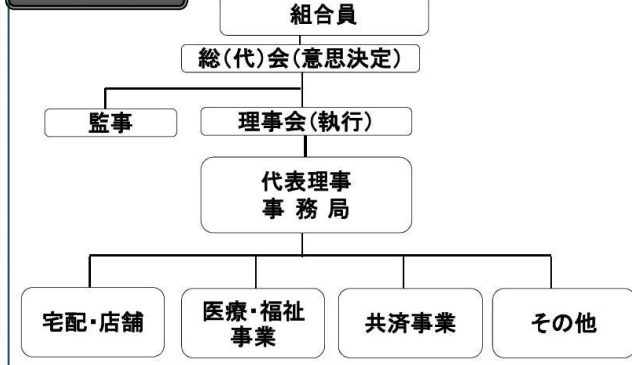 組合員
総(代)会(意思決定)
監事
理事会(執行)
代表理事
事 務 局
宅配・店舗
医療・福祉
事業
共済事業
その他